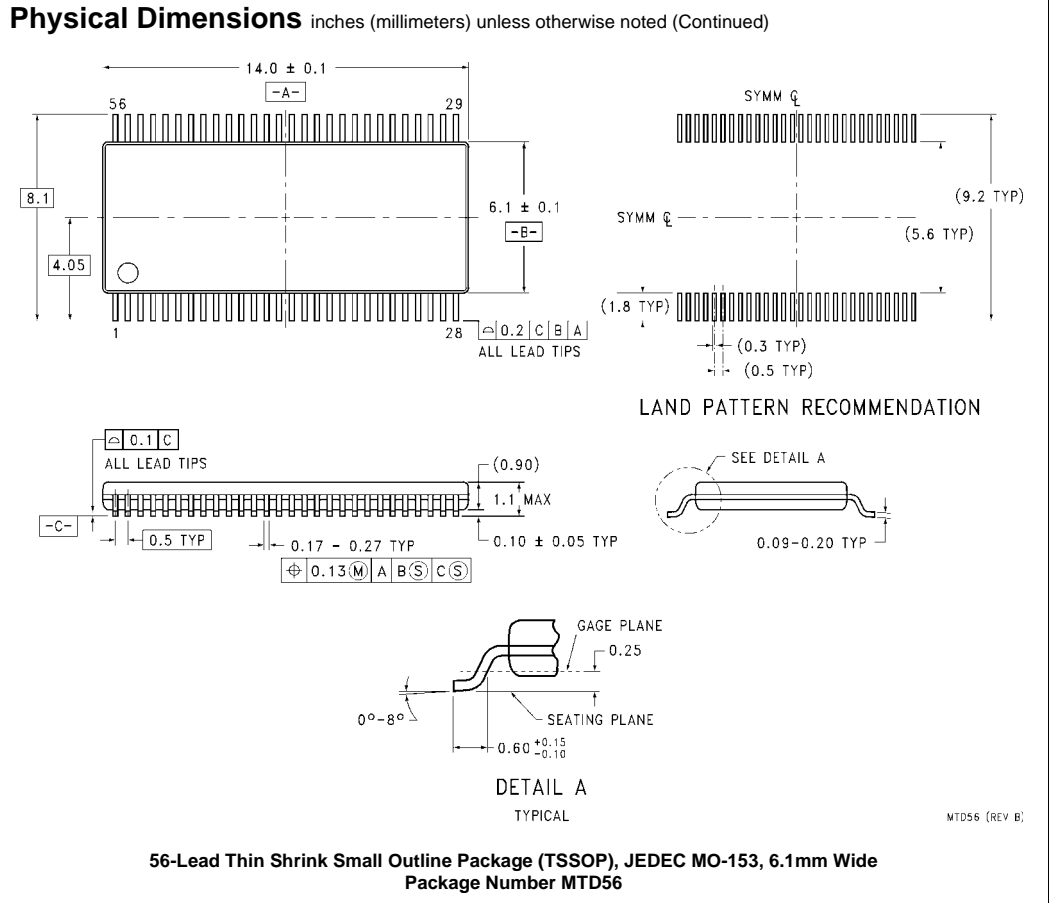 Physical Dimensions inches (millimeters) unless otherwise noted (Continued)
14.0 ± 0.1
-A-
56
29
8.1
4.05
6.1 ± 0.1
-B-
1
28
⌓ 0.2 C B A
ALL LEAD TIPS
SYMM ℄
SYMM ℄
(9.2 TYP)
(5.6 TYP)
(1.8 TYP)
(0.3 TYP)
(0.5 TYP)
LAND PATTERN RECOMMENDATION
⌓ 0.1 C
ALL LEAD TIPS
(0.90)
1.1 MAX
-C-
0.5 TYP
0.17 - 0.27 TYP
0.10 ± 0.05 TYP
⌖ 0.13 Ⓜ A B Ⓢ C Ⓢ
SEE DETAIL A
0.09-0.20 TYP
GAGE PLANE
0.25
0°-8°
SEATING PLANE
0.60 +0.15 -0.10
DETAIL A
TYPICAL
MTD56 (REV B)
56-Lead Thin Shrink Small Outline Package (TSSOP), JEDEC MO-153, 6.1mm Wide
Package Number MTD56